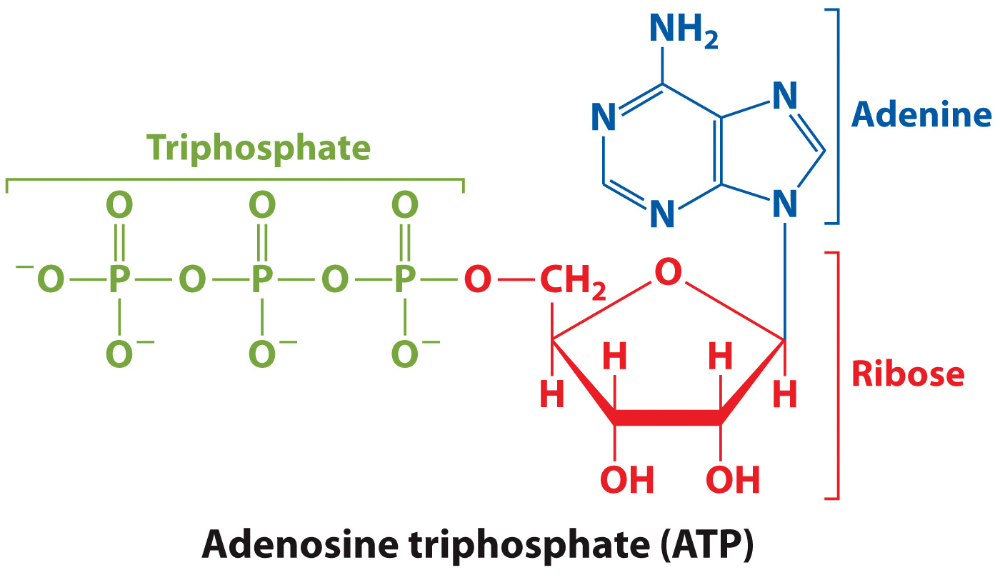 NH₂
N N Adenine
Triphosphate
N N
O O O
⁻O P O P O P O CH₂ O
O⁻ O⁻ O⁻ H H Ribose
H H
OH OH
Adenosine triphosphate (ATP)